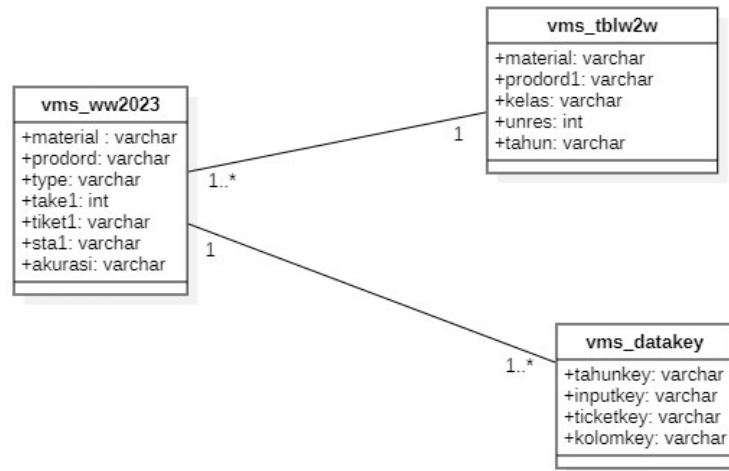 vms_ww2023
+material : varchar
+prodord: varchar
+type: varchar
+take1: int
+tiket1: varchar
+sta1: varchar
+akurasi: varchar
vms_tblw2w
+material: varchar
+prodord1: varchar
+kelas: varchar
+unres: int
+tahun: varchar
1
1..*
1
1..*
vms_datakey
+tahunkey: varchar
+inputkey: varchar
+ticketkey: varchar
+kolomkey: varchar